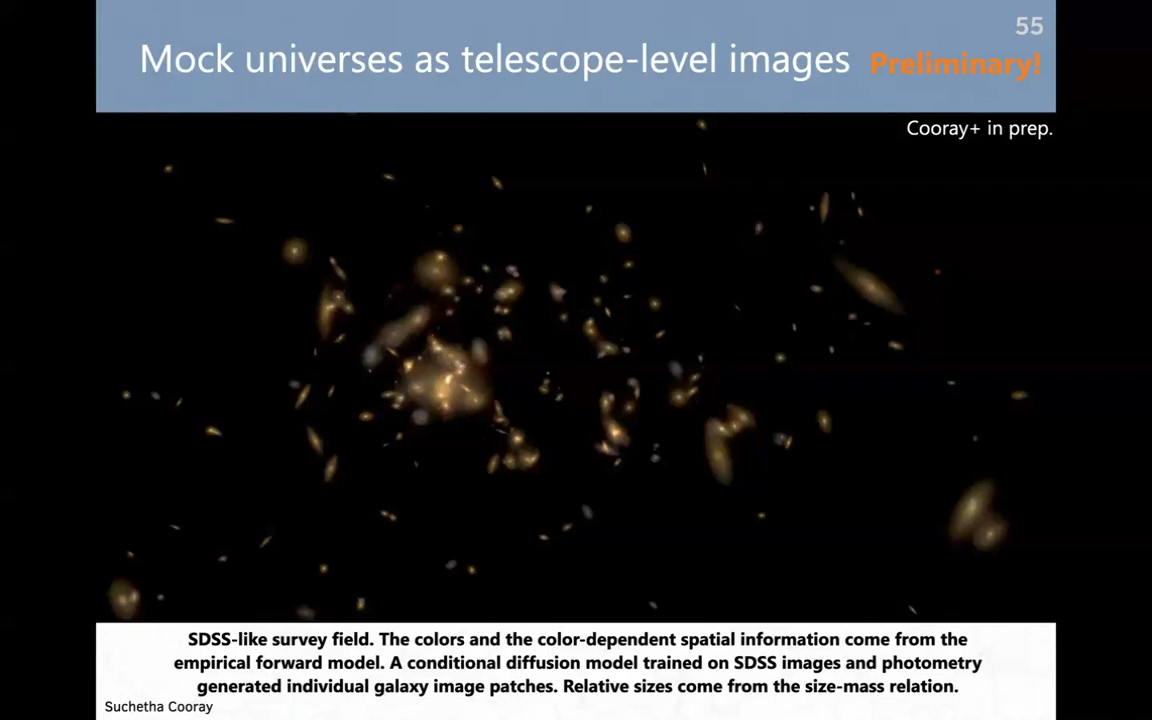 55
Mock universes as telescope-level images Preliminary!
Cooray+ in prep.
SDSS-like survey field. The colors and the color-dependent spatial information come from the
empirical forward model. A conditional diffusion model trained on SDSS images and photometry
generated individual galaxy image patches. Relative sizes come from the size-mass relation.
Suchetha Cooray